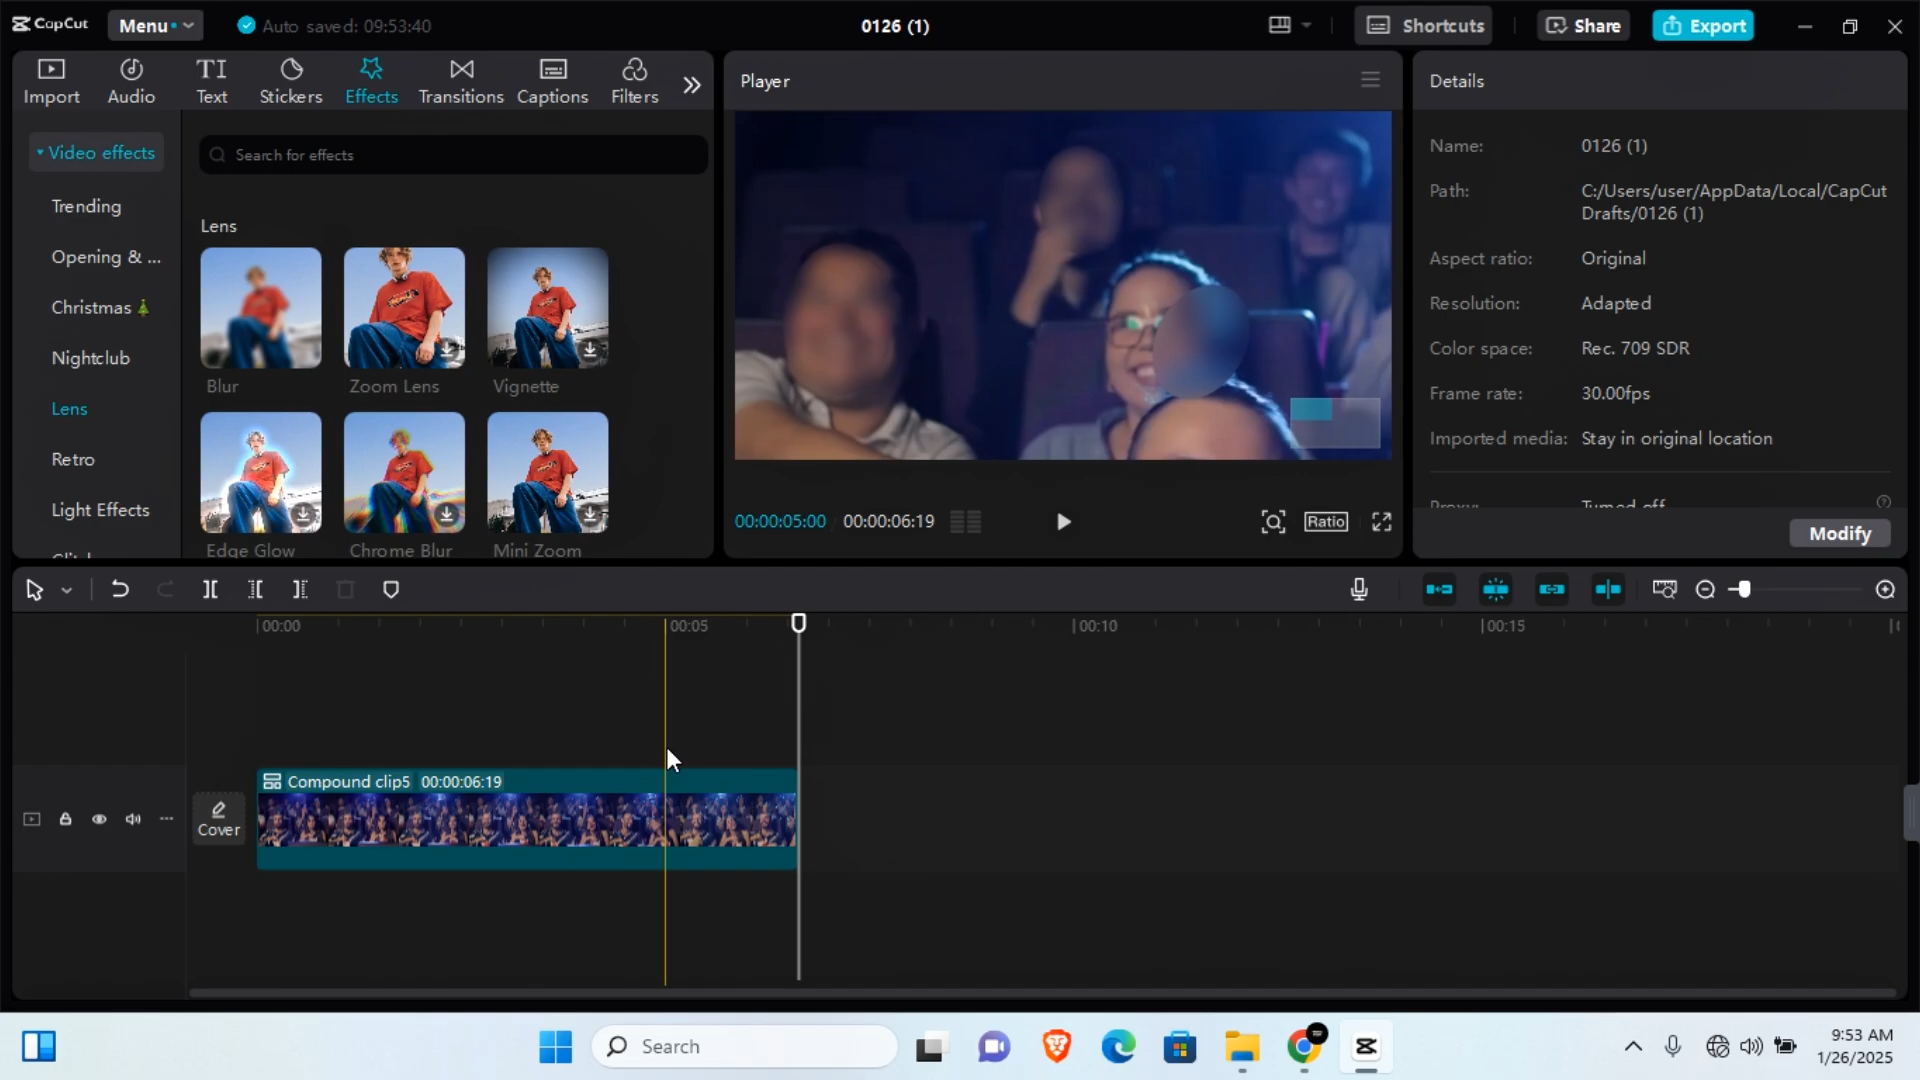 CapCut
Menu
Auto saved: 09:53:40
0126 (1)
Shortcuts
Share
Export
Import
Audio
TI
Text
Stickers
Effects
Transitions
Captions
Filters
Video effects
Trending
Opening & ...
Christmas
Nightclub
Lens
Retro
Light Effects
Search for effects
Lens
Blur
Zoom Lens
Vignette
Edge Glow
Chrome Blur
Mini Zoom
Player
00:00:05:00
00:00:06:19
Ratio
Details
Name: 0126 (1)
Path: C:/Users/user/AppData/Local/CapCut
Drafts/0126 (1)
Aspect ratio: Original
Resolution: Adapted
Color space: Rec. 709 SDR
Frame rate: 30.00fps
Imported media: Stay in original location
Proxy: Turned off
Modify
00:00
00:05
00:10
00:15
Cover
Compound clip5 00:00:06:19
Search
9:53 AM
1/26/2025